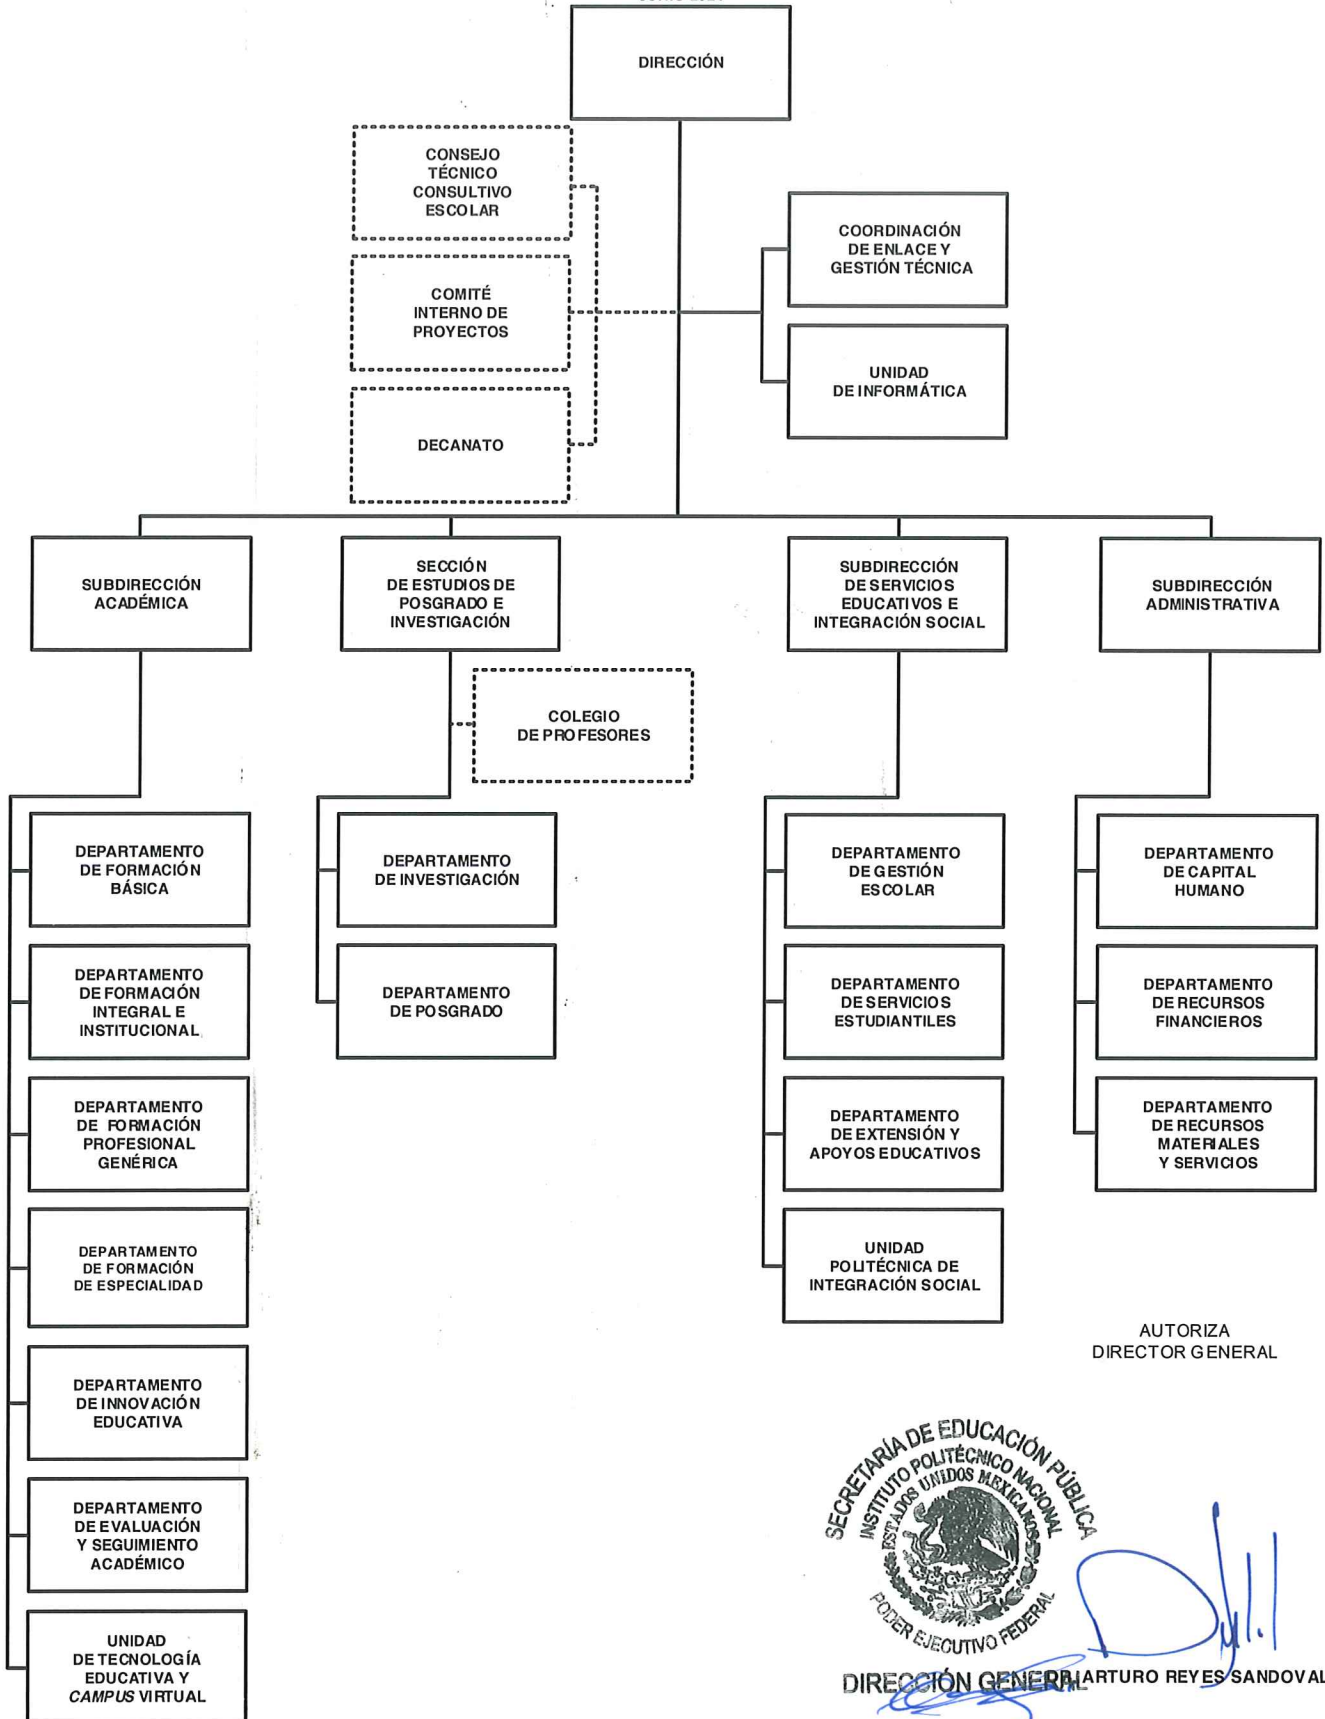 DIRECCIÓN
CONSEJO
TÉCNICO
CONSULTIVO
ESCOLAR
COMITÉ
INTERNO DE
PROYECTOS
DECANATO
COORDINACIÓN
DE ENLACE Y
GESTIÓN TÉCNICA
UNIDAD
DE INFORMÁTICA
SUBDIRECCIÓN
ACADÉMICA
SECCIÓN
DE ESTUDIOS DE
POSGRADO E
INVESTIGACIÓN
SUBDIRECCIÓN
DE SERVICIOS
EDUCATIVOS E
INTEGRACIÓN SOCIAL
SUBDIRECCIÓN
ADMINISTRATIVA
COLEGIO
DE PROFESORES
DEPARTAMENTO
DE FORMACIÓN
BÁSICA
DEPARTAMENTO
DE FORMACIÓN
INTEGRAL E
INSTITUCIONAL
DEPARTAMENTO
DE FORMACIÓN
PROFESIONAL
GENÉRICA
DEPARTAMENTO
DE FORMACIÓN
DE ESPECIALIDAD
DEPARTAMENTO
DE INNOVACIÓN
EDUCATIVA
DEPARTAMENTO
DE EVALUACIÓN
Y SEGUIMIENTO
ACADÉMICO
UNIDAD
DE TECNOLOGÍA
EDUCATIVA Y
CAMPUS VIRTUAL
DEPARTAMENTO
DE INVESTIGACIÓN
DEPARTAMENTO
DE POSGRADO
DEPARTAMENTO
DE GESTIÓN
ESCOLAR
DEPARTAMENTO
DE SERVICIOS
ESTUDIANTILES
DEPARTAMENTO
DE EXTENSIÓN Y
APOYOS EDUCATIVOS
UNIDAD
POLITÉCNICA DE
INTEGRACIÓN SOCIAL
DEPARTAMENTO
DE CAPITAL
HUMANO
DEPARTAMENTO
DE RECURSOS
FINANCIEROS
DEPARTAMENTO
DE RECURSOS
MATERIALES
Y SERVICIOS
AUTORIZA
DIRECTOR GENERAL
SECRETARÍA DE EDUCACIÓN PÚBLICA
INSTITUTO POLITÉCNICO NACIONAL
ESTADOS UNIDOS MEXICANOS
PODER EJECUTIVO FEDERAL
DIRECCIÓN GENERAL
ARTURO REYES SANDOVAL